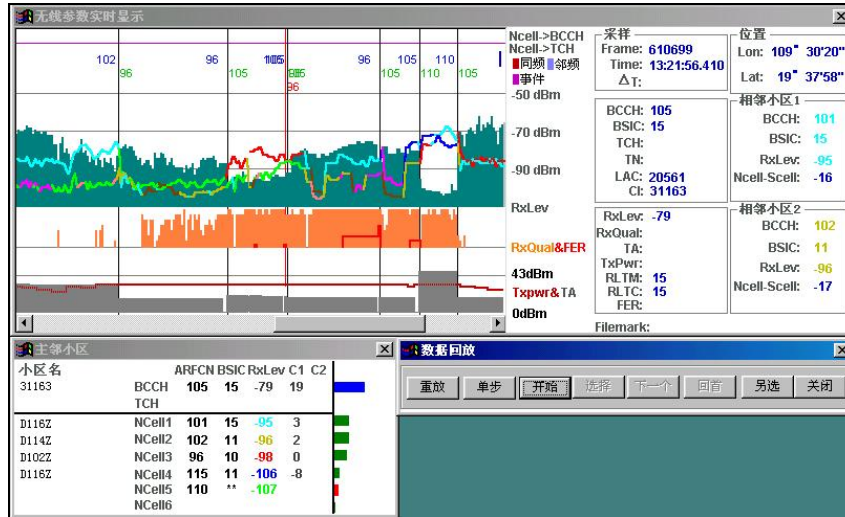 无线参数实时显示
102 96 105 96 105 110
96 105 105 110 105
96
Ncell->BCCH
Ncell->TCH
同频 邻频
事件
-50 dBm
-70 dBm
-90 dBm
RxLev
RxQual&FER
43dBm
Txpwr&TA
0dBm
采样
Frame: 610699
Time: 13:21:56.410
ΔT:
BCCH: 105
BSIC: 15
TCH:
TN:
LAC: 20561
CI: 31163
RxLev: -79
RxQual:
TA:
TxPwr:
RLTM: 15
RLTC: 15
FER:
Filemark:
位置
Lon: 109° 30'20"
Lat: 19° 37'58"
相邻小区1
BCCH: 101
BSIC: 15
RxLev: -95
Ncell-Scell: -16
相邻小区2
BCCH: 102
BSIC: 11
RxLev: -96
Ncell-Scell: -17
主邻小区
小区名 ARFCN BSIC RxLev C1 C2
31163 BCCH 105 15 -79 19
TCH
D116Z NCell1 101 15 -95 3
D114Z NCell2 102 11 -96 2
D102Z NCell3 96 10 -98 0
D116Z NCell4 115 11 -106 -8
NCell5 110 ** -107
NCell6
数据回放
重放 单步 开始 选择 下一个 回首 另选 关闭